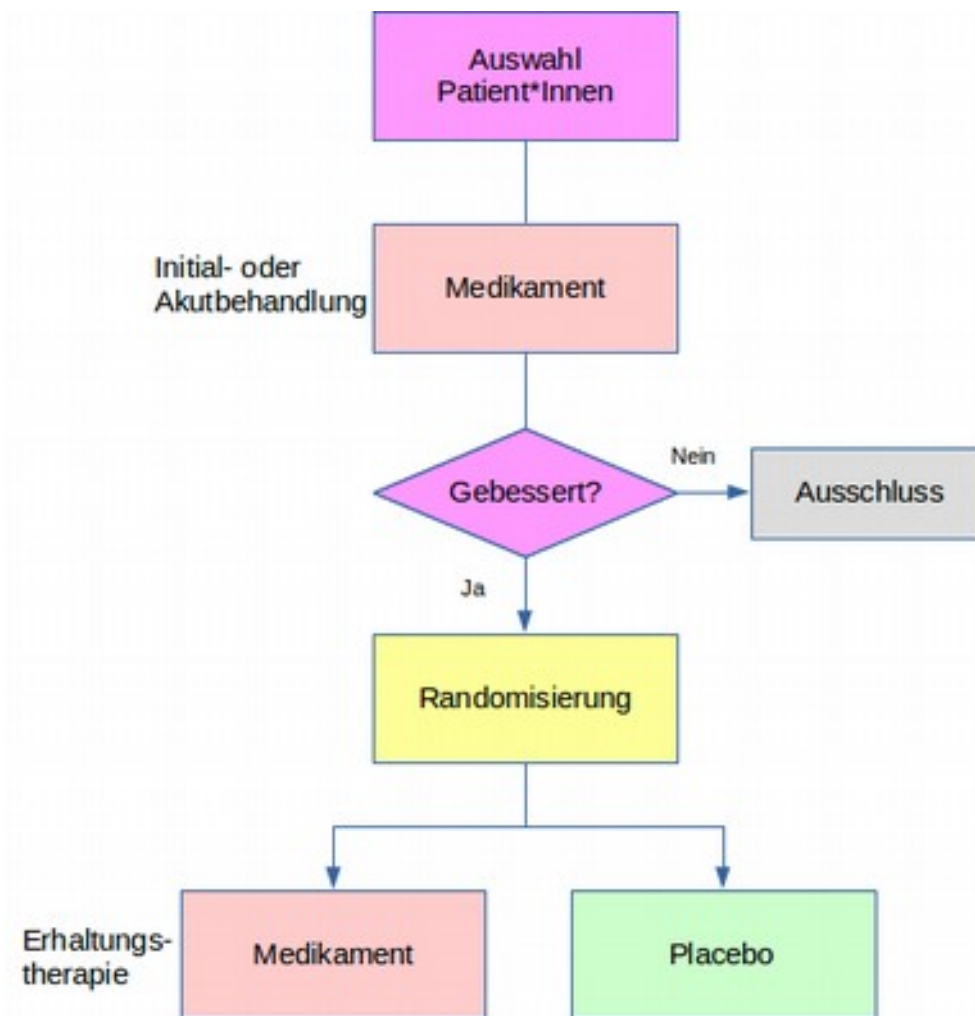 Auswahl
Patient*Innen
Initial- oder
Akutbehandlung
Medikament
Gebessert?
Nein
Ausschluss
Ja
Randomisierung
Erhaltungs-
therapie
Medikament
Placebo